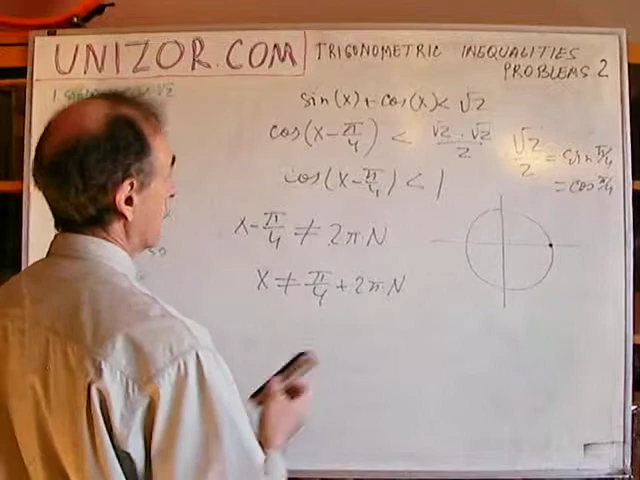 UNIZOR.COM
TRIGONOMETRIC INEQUALITIES
PROBLEMS 2
sin(x)+cos(x)< √2
cos(x-π/4) < √2·√2/2
√2/2 = sin π/4
= cos π/4
cos(x-π/4) < 1
x-π/4 ≠ 2π·N
x ≠ π/4 + 2π·N